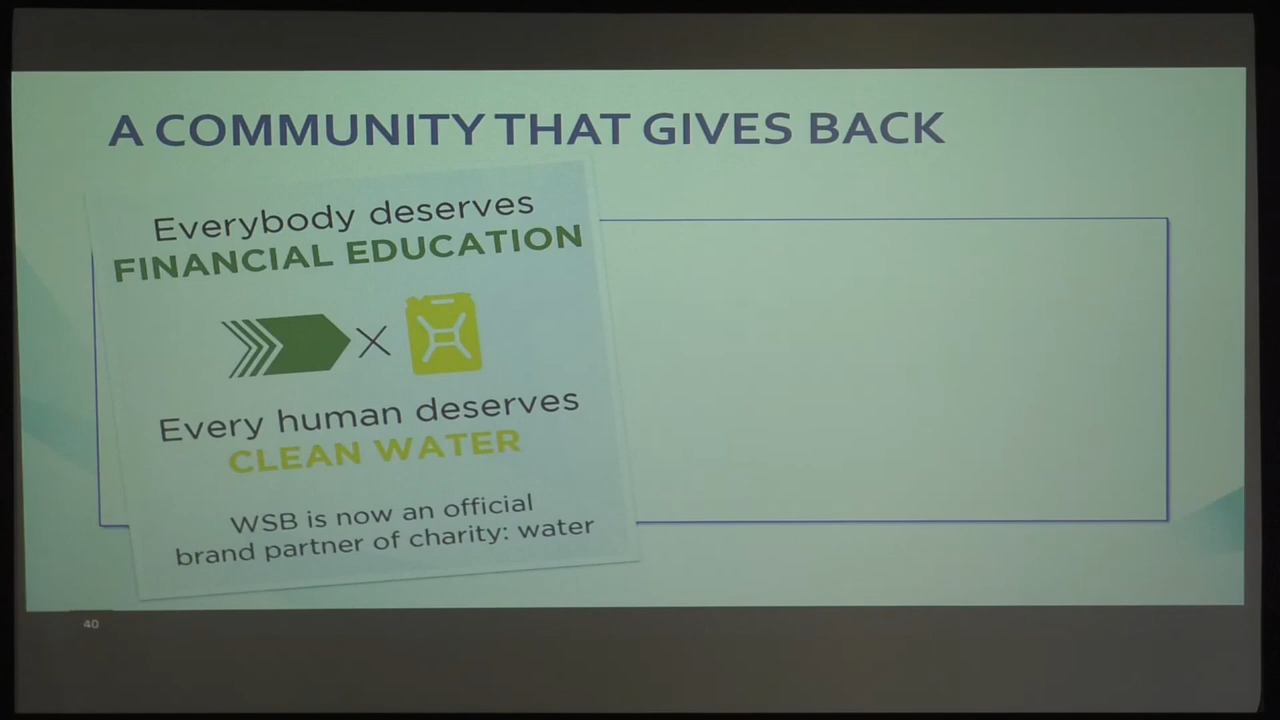 A COMMUNITY THAT GIVES BACK
Everybody deserves
FINANCIAL EDUCATION
Every human deserves
CLEAN WATER
WSB is now an official
brand partner of charity: water
40